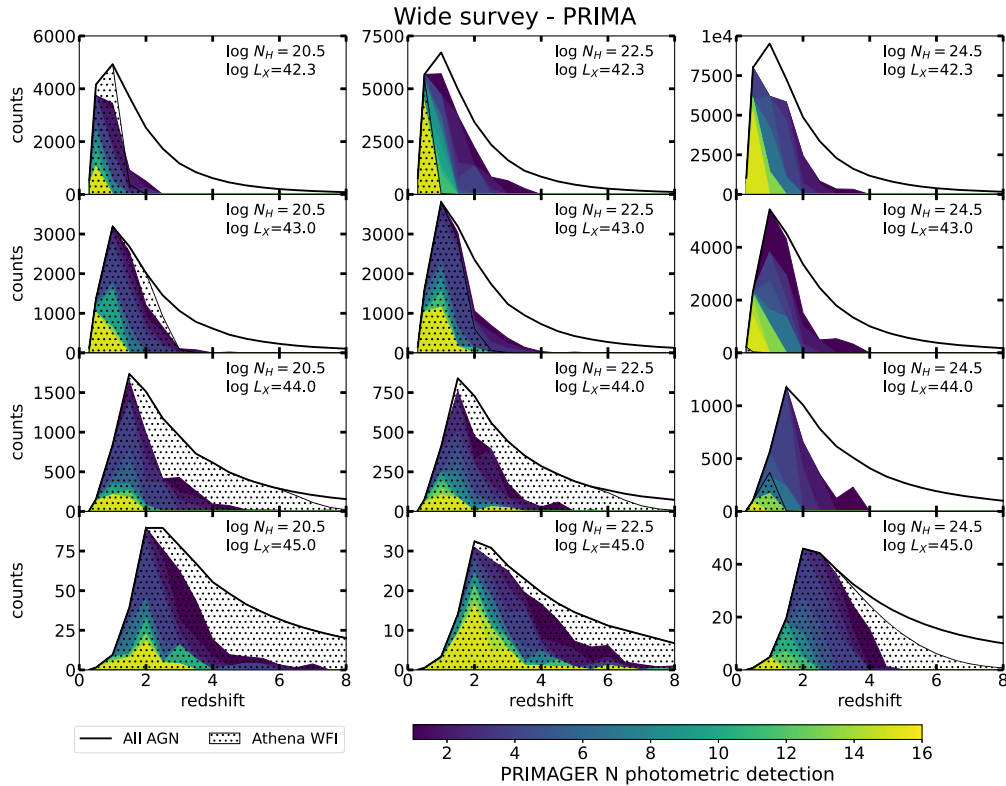 Wide survey - PRIMA
6000
4000
2000
0
counts
log N_H = 20.5
log L_X=42.3
7500
5000
2500
0
log N_H = 22.5
log L_X=42.3
1e4
7500
5000
2500
0
log N_H = 24.5
log L_X=42.3
3000
2000
1000
0
counts
log N_H = 20.5
log L_X=43.0
3000
2000
1000
0
log N_H = 22.5
log L_X=43.0
4000
2000
0
log N_H = 24.5
log L_X=43.0
1500
1000
500
0
counts
log N_H = 20.5
log L_X=44.0
750
500
250
0
log N_H = 22.5
log L_X=44.0
1000
500
0
log N_H = 24.5
log L_X=44.0
75
50
25
0
counts
log N_H = 20.5
log L_X=45.0
30
20
10
0
log N_H = 22.5
log L_X=45.0
40
20
0
log N_H = 24.5
log L_X=45.0
0 2 4 6 8
0 2 4 6 8
0 2 4 6 8
redshift
redshift
redshift
All AGN
Athena WFI
2 4 6 8 10 12 14 16
PRIMAGER N photometric detection